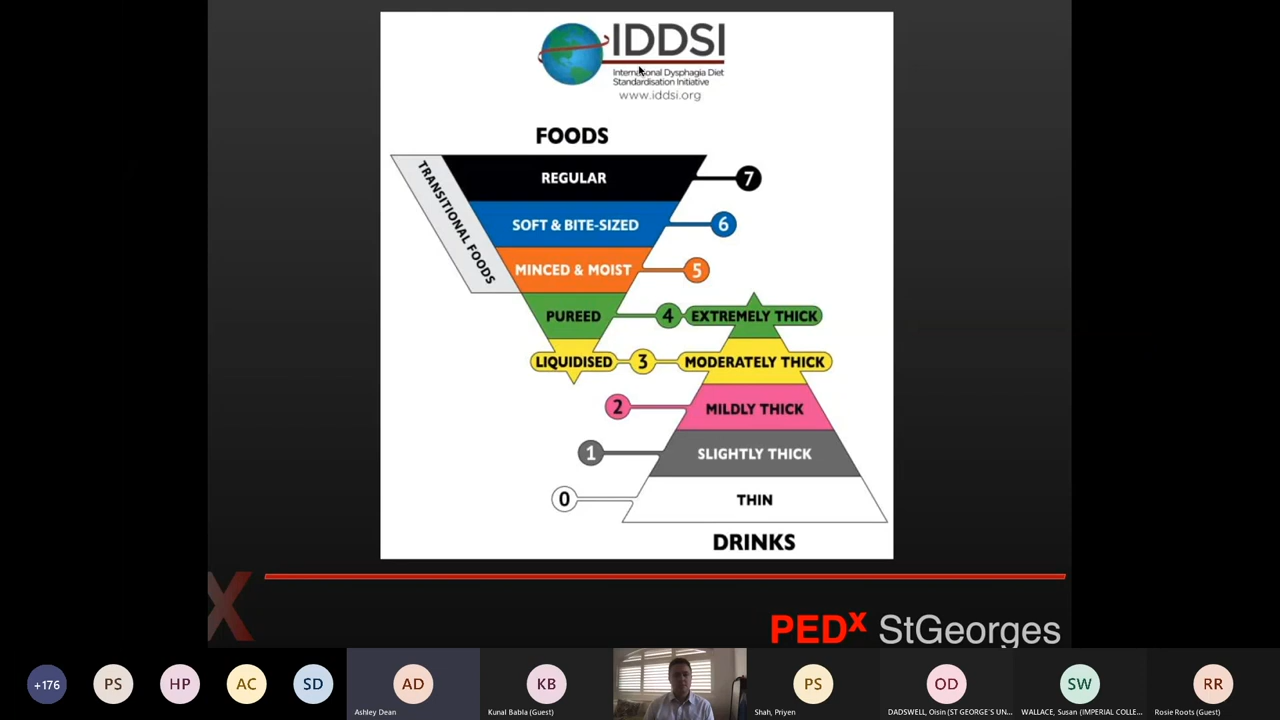 IDDSI
International Dysphagia Diet
Standardisation Initiative
www.iddsi.org
FOODS
TRANSITIONAL FOODS
REGULAR
7
SOFT & BITE-SIZED
6
MINCED & MOIST
5
PUREED
4
EXTREMELY THICK
LIQUIDISED
3
MODERATELY THICK
2
MILDLY THICK
1
SLIGHTLY THICK
0
THIN
DRINKS
X
PEDx StGeorges
+176
PS
HP
AC
SD
AD
Ashley Dean
KB
Kunal Babla (Guest)
PS
Shah, Priyen
OD
DADSWELL, Oisin (ST GEORGE'S UN...
SW
WALLACE, Susan (IMPERIAL COLLE...
RR
Rosie Roots (Guest)